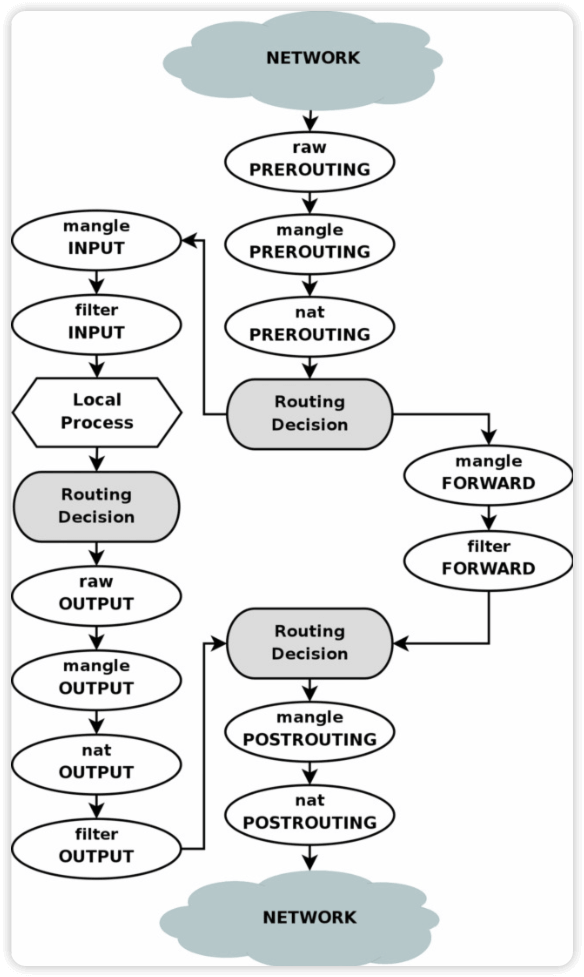 NETWORK
raw
PREROUTING
mangle
PREROUTING
nat
PREROUTING
Routing
Decision
mangle
INPUT
filter
INPUT
Local
Process
Routing
Decision
raw
OUTPUT
mangle
OUTPUT
nat
OUTPUT
filter
OUTPUT
mangle
FORWARD
filter
FORWARD
Routing
Decision
mangle
POSTROUTING
nat
POSTROUTING
NETWORK